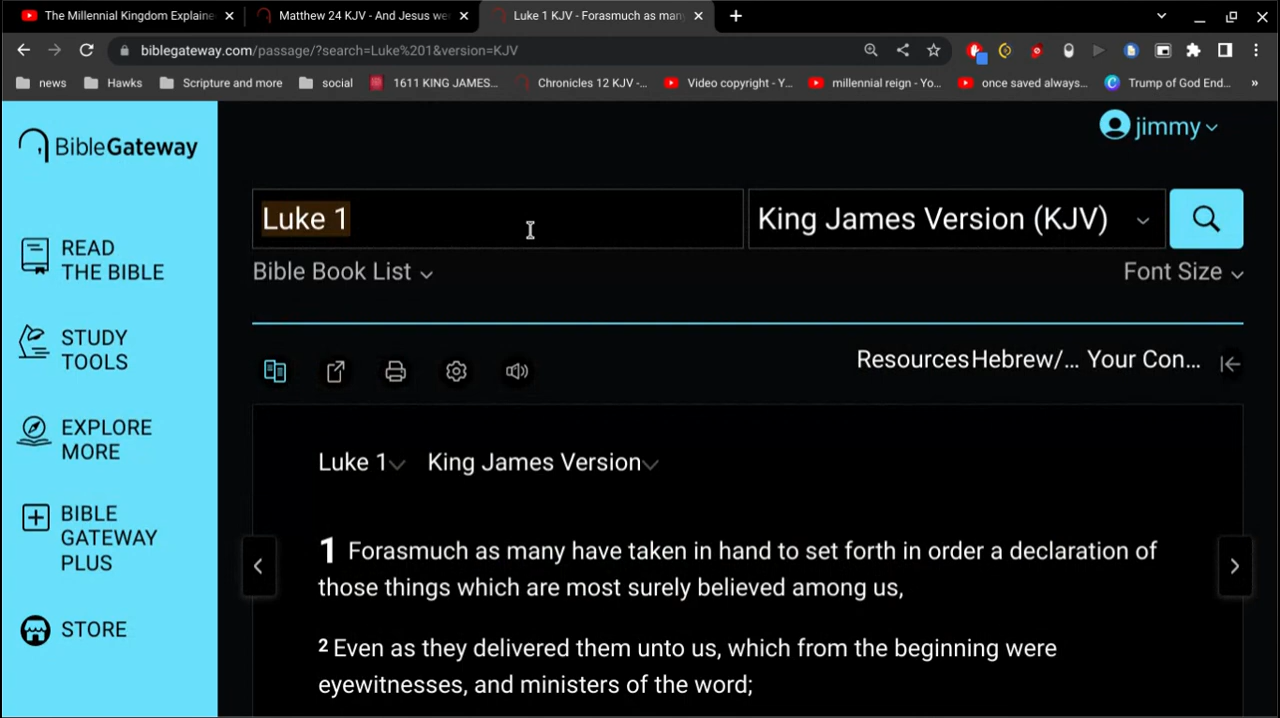 The Millennial Kingdom Explaine
Matthew 24 KJV - And Jesus we
Luke 1 KJV - Forasmuch as many
biblegateway.com/passage/?search=Luke%201&version=KJV
news Hawks Scripture and more social 1611 KING JAMES... Chronicles 12 KJV -... Video copyright - Y... millennial reign - Yo... once saved always... Trump of God End... »
BibleGateway
jimmy
Luke 1
King James Version (KJV)
Bible Book List
Font Size
READ
THE BIBLE
STUDY
TOOLS
EXPLORE
MORE
BIBLE
GATEWAY
PLUS
STORE
Resources Hebrew/... Your Con...
Luke 1 King James Version
1 Forasmuch as many have taken in hand to set forth in order a declaration of
those things which are most surely believed among us,
2 Even as they delivered them unto us, which from the beginning were
eyewitnesses, and ministers of the word;